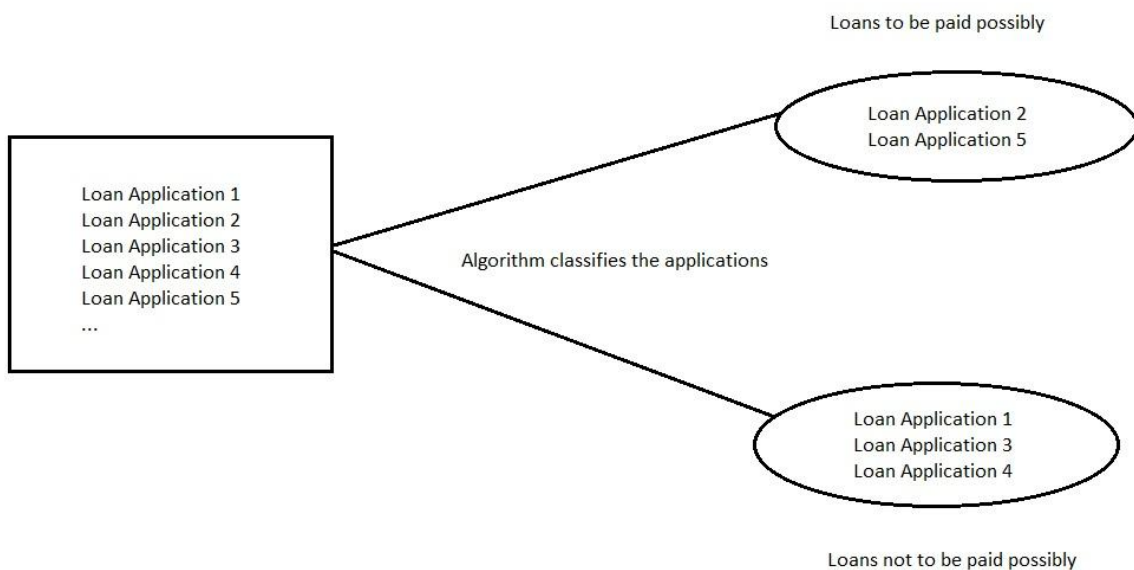 Loans to be paid possibly
Loan Application 2
Loan Application 5
Loan Application 1
Loan Application 2
Loan Application 3
Loan Application 4
Loan Application 5
...
Algorithm classifies the applications
Loan Application 1
Loan Application 3
Loan Application 4
Loans not to be paid possibly